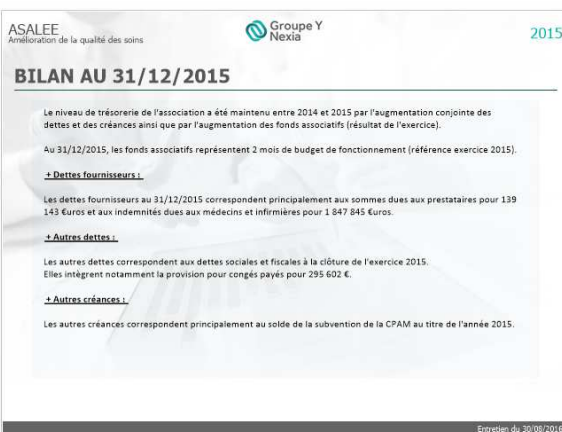 ASALEE
Amélioration de la qualité des soins
Groupe Y
Nexia
2015
BILAN AU 31/12/2015
Le niveau de trésorerie de l'association a été maintenu entre 2014 et 2015 par l'augmentation conjointe des
dettes et des créances ainsi que par l'augmentation des fonds associatifs (résultat de l'exercice).
Au 31/12/2015, les fonds associatifs représentent 2 mois de budget de fonctionnement (référence exercice 2015).
+ Dettes fournisseurs :
Les dettes fournisseurs au 31/12/2015 correspondent principalement aux sommes dues aux prestataires pour 139
143 €uros et aux indemnités dues aux médecins et infirmières pour 1 847 845 €uros.
+ Autres dettes :
Les autres dettes correspondent aux dettes sociales et fiscales à la clôture de l'exercice 2015.
Elles intègrent notamment la provision pour congés payés pour 295 602 €.
+ Autres créances :
Les autres créances correspondent principalement au solde de la subvention de la CPAM au titre de l'année 2015.
Entretien du 30/08/2016